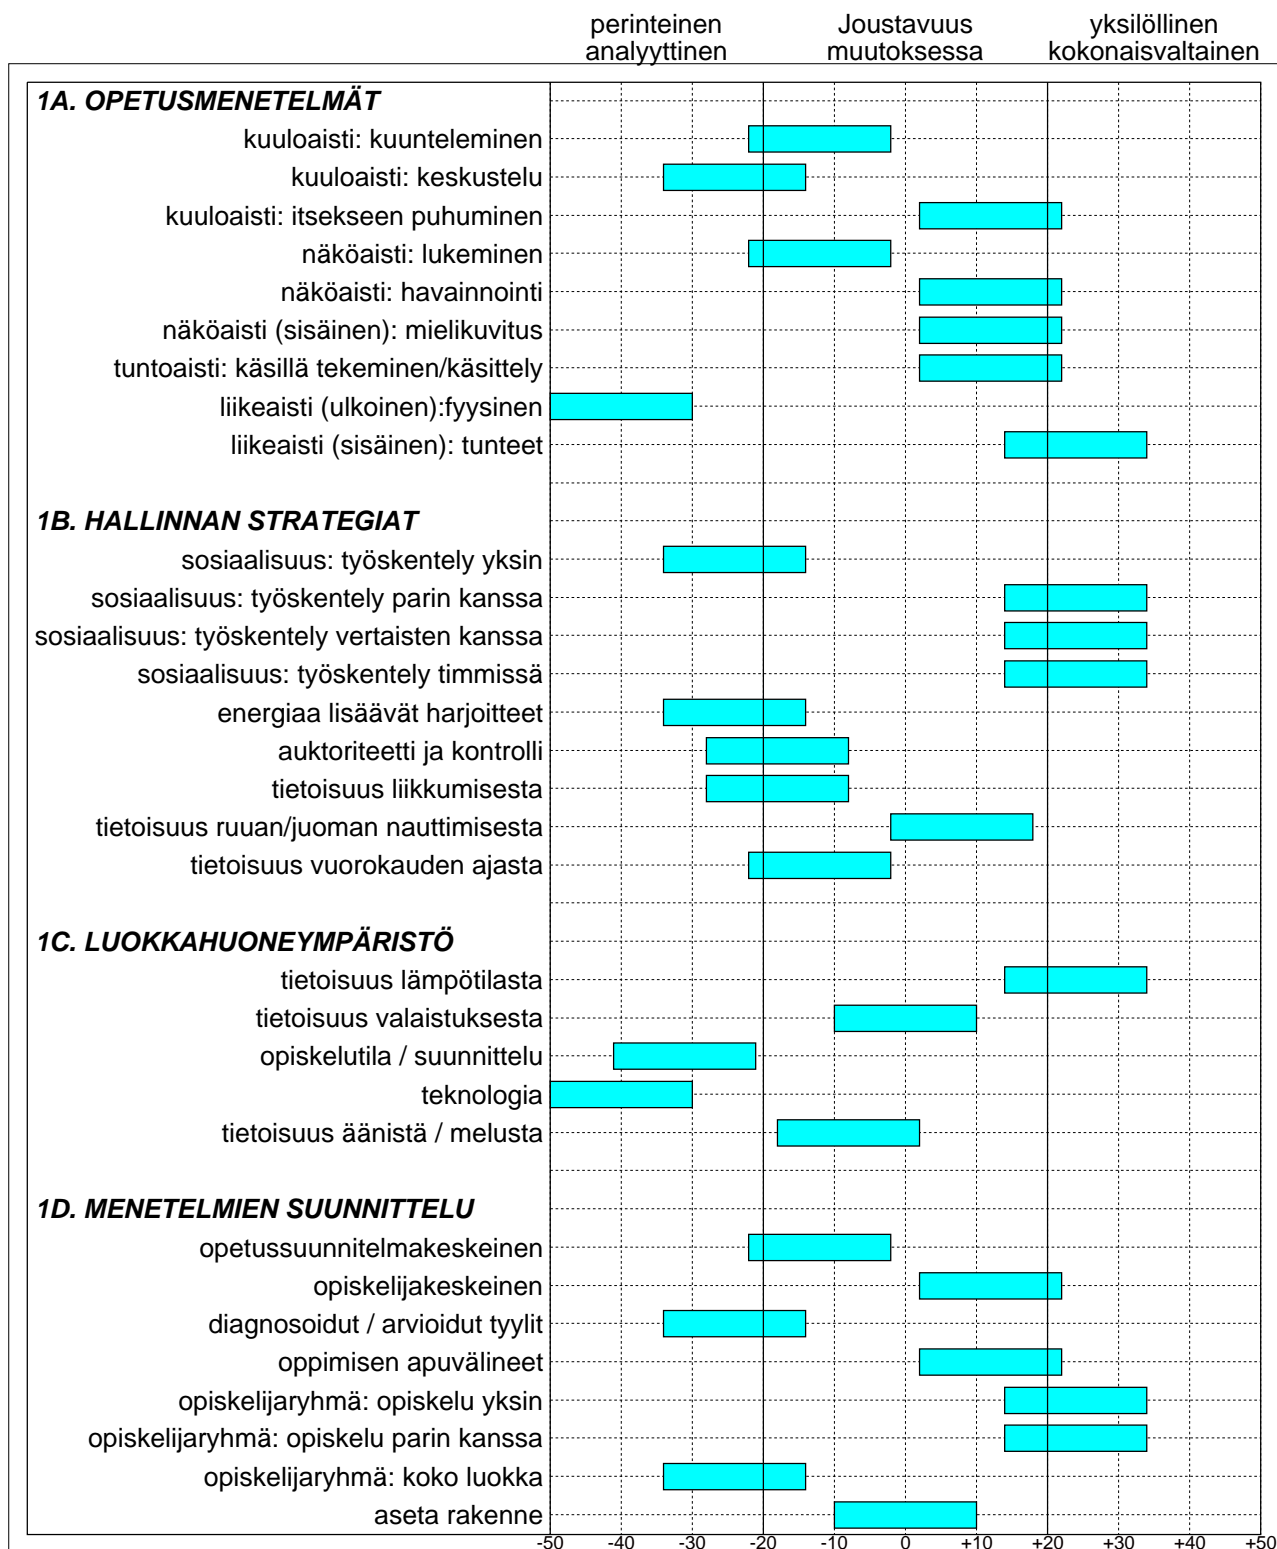 perinteinen Joustavuus yksilöllinen
analyyttinen muutoksessa kokonaisvaltainen
1A. OPETUSMENETELMÄT
kuuloaisti: kuunteleminen
kuuloaisti: keskustelu
kuuloaisti: itsekseen puhuminen
näköaisti: lukeminen
näköaisti: havainnointi
näköaisti (sisäinen): mielikuvitus
tuntoaisti: käsillä tekeminen/käsittely
liikeaisti (ulkoinen):fyysinen
liikeaisti (sisäinen): tunteet
1B. HALLINNAN STRATEGIAT
sosiaalisuus: työskentely yksin
sosiaalisuus: työskentely parin kanssa
sosiaalisuus: työskentely vertaisten kanssa
sosiaalisuus: työskentely timmissä
energiaa lisäävät harjoitteet
auktoriteetti ja kontrolli
tietoisuus liikkumisesta
tietoisuus ruuan/juoman nauttimisesta
tietoisuus vuorokauden ajasta
1C. LUOKKAHUONEYMPÄRISTÖ
tietoisuus lämpötilasta
tietoisuus valaistuksesta
opiskelutila / suunnittelu
teknologia
tietoisuus äänistä / melusta
1D. MENETELMIEN SUUNNITTELU
opetussuunnitelmakeskeinen
opiskelijakeskeinen
diagnosoidut / arvioidut tyylit
oppimisen apuvälineet
opiskelijaryhmä: opiskelu yksin
opiskelijaryhmä: opiskelu parin kanssa
opiskelijaryhmä: koko luokka
aseta rakenne
-50 -40 -30 -20 -10 0 +10 +20 +30 +40 +50